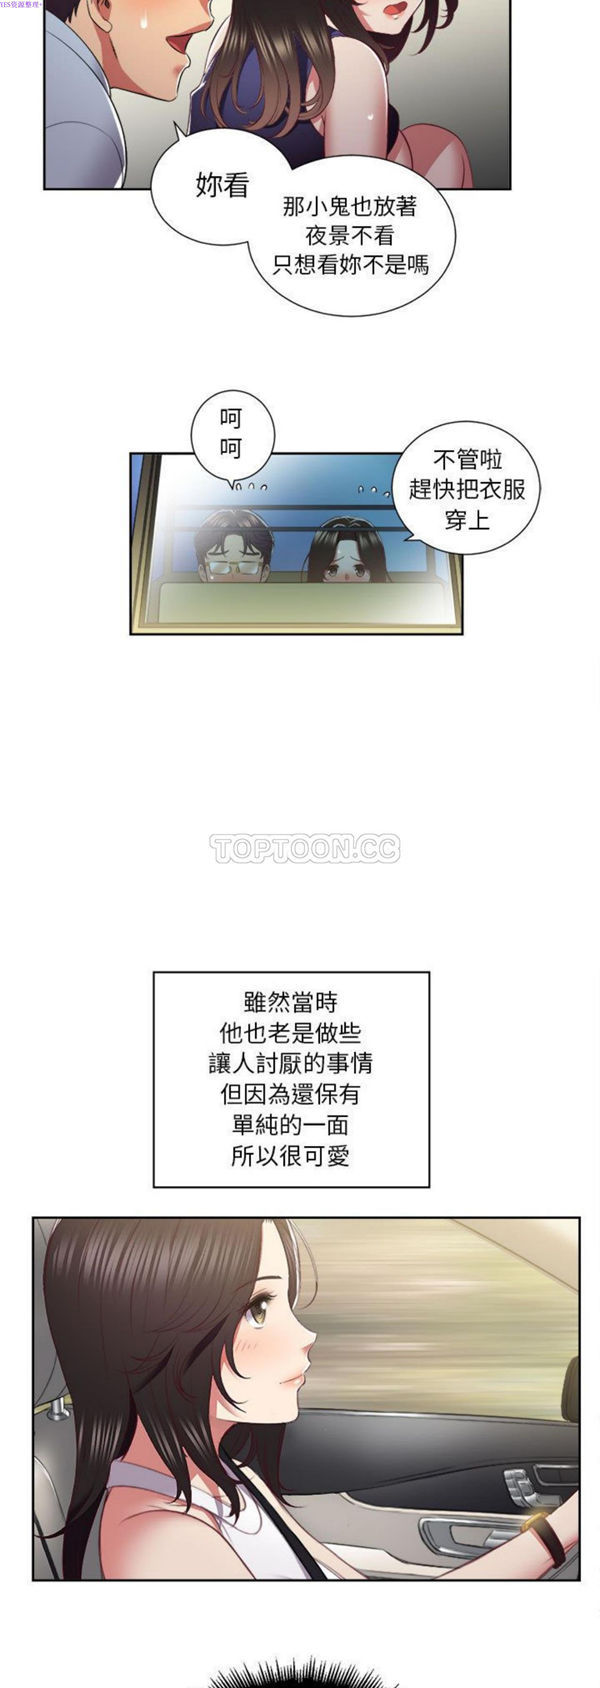 YES资源整理+
妳看
那小鬼也放著
夜景不看
只想看妳不是嗎
呵
呵
不管啦
趕快把衣服
穿上
TOPTOON.CC
雖然當時
他也老是做些
讓人討厭的事情
但因為還保有
單純的一面
所以很可愛